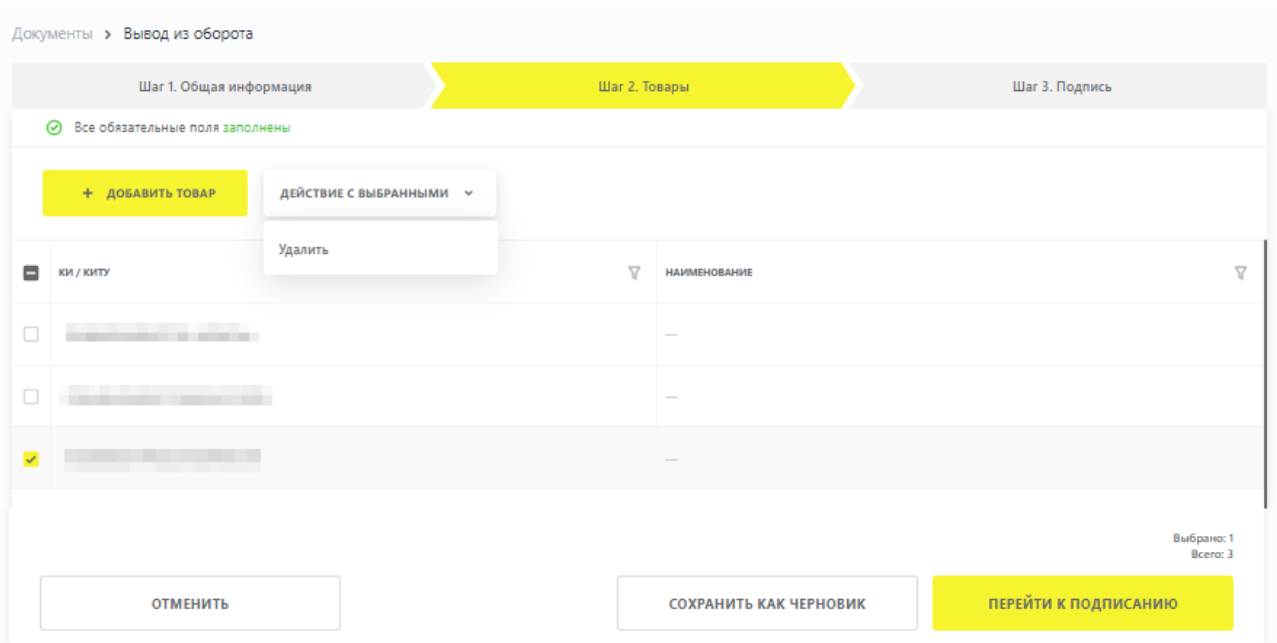 Документы > Вывод из оборота
Шаг 1. Общая информация
Шаг 2. Товары
Шаг 3. Подпись
Все обязательные поля заполнены
+ ДОБАВИТЬ ТОВАР
ДЕЙСТВИЕ С ВЫБРАННЫМИ
Удалить
КИ / КИТУ
НАИМЕНОВАНИЕ
—
—
—
Выбрано: 1
Всего: 3
ОТМЕНИТЬ
СОХРАНИТЬ КАК ЧЕРНОВИК
ПЕРЕЙТИ К ПОДПИСАНИЮ